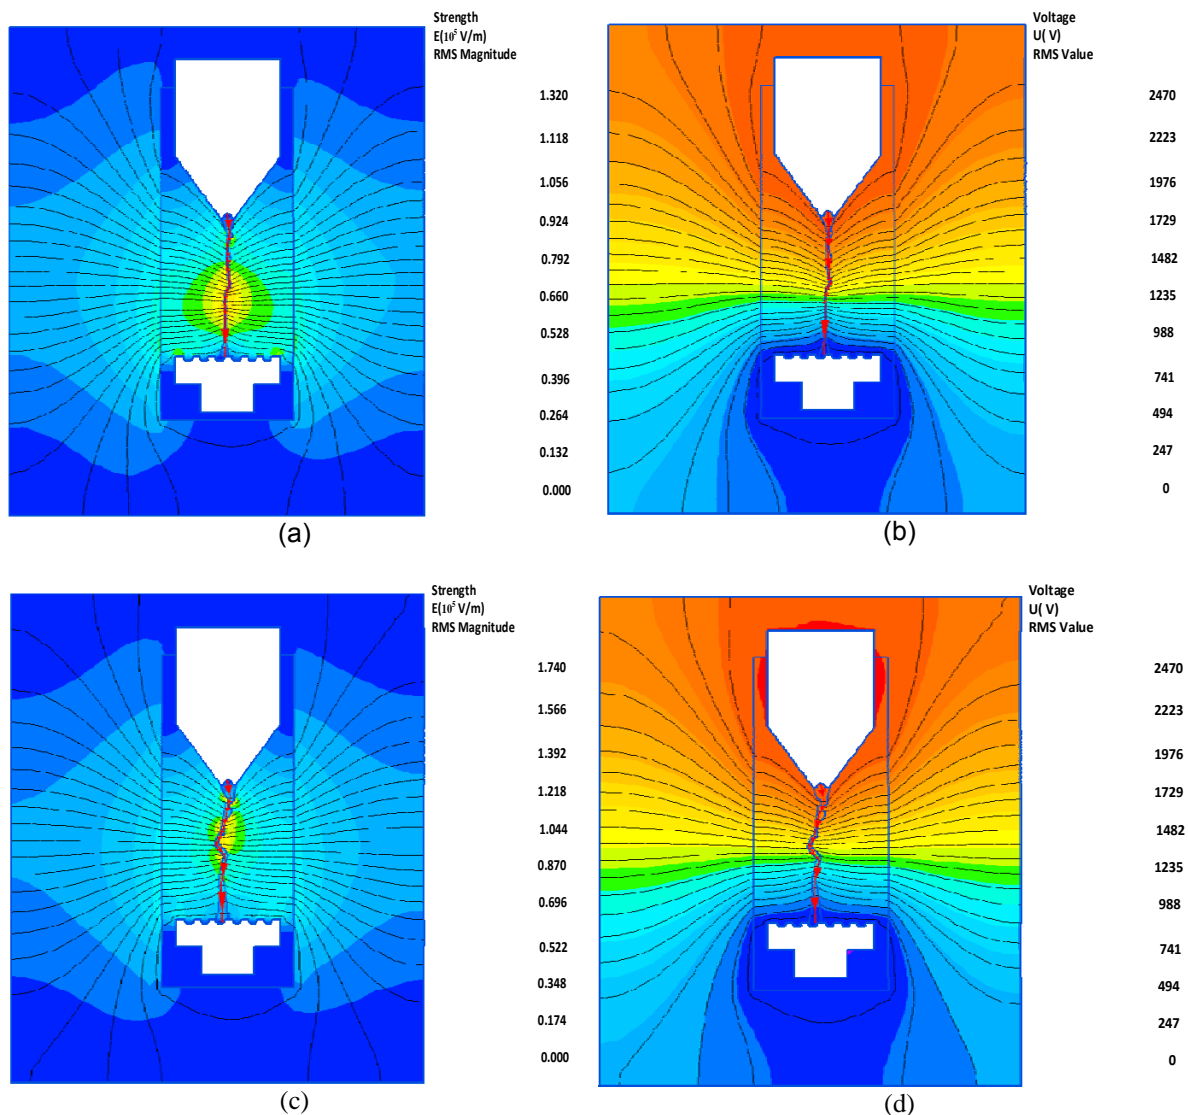 Strength
E(10⁵ V/m)
RMS Magnitude
1.320
1.118
1.056
0.924
0.792
0.660
0.528
0.396
0.264
0.132
0.000
(a)
Voltage
U( V)
RMS Value
2470
2223
1976
1729
1482
1235
988
741
494
247
0
(b)
Strength
E(10⁵ V/m)
RMS Magnitude
1.740
1.566
1.392
1.218
1.044
0.870
0.696
0.522
0.348
0.174
0.000
(c)
Voltage
U( V)
RMS Value
2470
2223
1976
1729
1482
1235
988
741
494
247
0
(d)